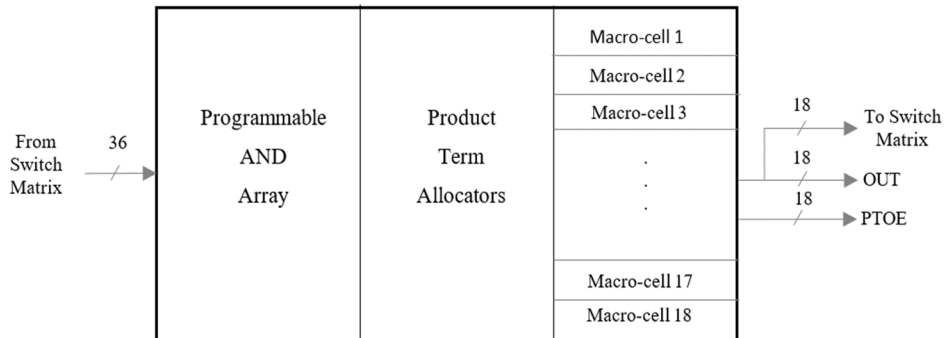 From
Switch
Matrix
36
Programmable
AND
Array
Product
Term
Allocators
Macro-cell 1
Macro-cell 2
Macro-cell 3
.
.
.
Macro-cell 17
Macro-cell 18
18
To Switch
Matrix
18
OUT
18
PTOE